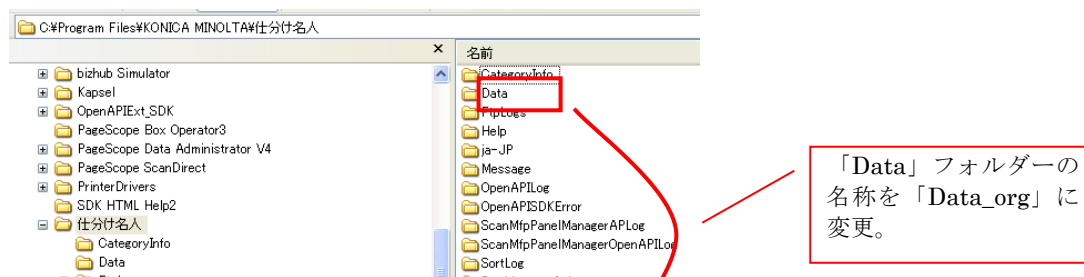 C:¥Program Files¥KONICA MINOLTA¥仕分け名人
名前
bizhub Simulator
Kapsel
OpenAPIExt_SDK
PageScope Box Operator3
PageScope Data Administrator V4
PageScope ScanDirect
PrinterDrivers
SDK HTML Help2
仕分け名人
CategoryInfo
Data
CategoryInfo
Data
FtpLogs
Help
ja-JP
Message
OpenAPILog
OpenAPISDKError
ScanMfpPanelManagerAPLog
ScanMfpPanelManagerOpenAPILog
SortLog
「Data」フォルダーの
名称を「Data_org」に
変更。